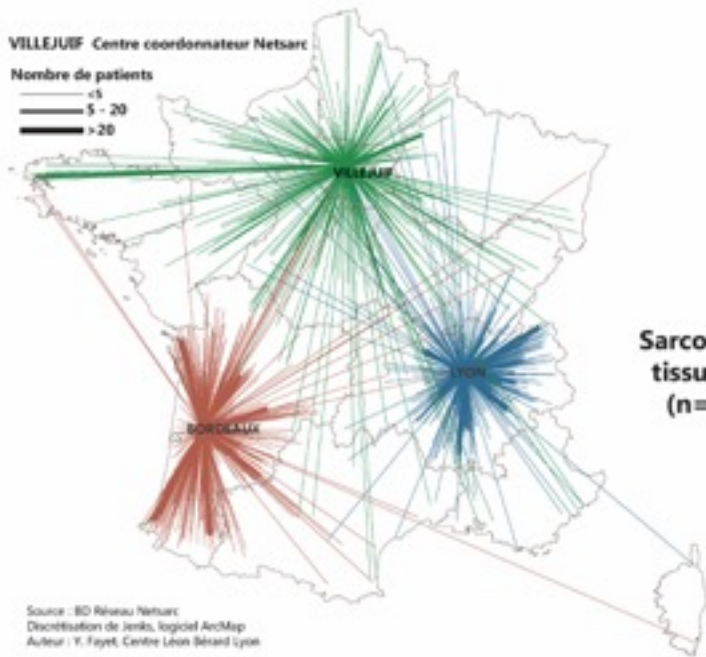 VILLEJUIF Centre coordonnateur Netsarc
Nombre de patients
<5
5 - 20
>20
VILLEJUIF
LYON
BORDEAUX
Sarco
tissu
(n=
Source : BD Réseau Netsarc
Discrétisation de Jenks, logiciel ArcMap
Auteur : Y. Fayet, Centre Léon Bérard Lyon